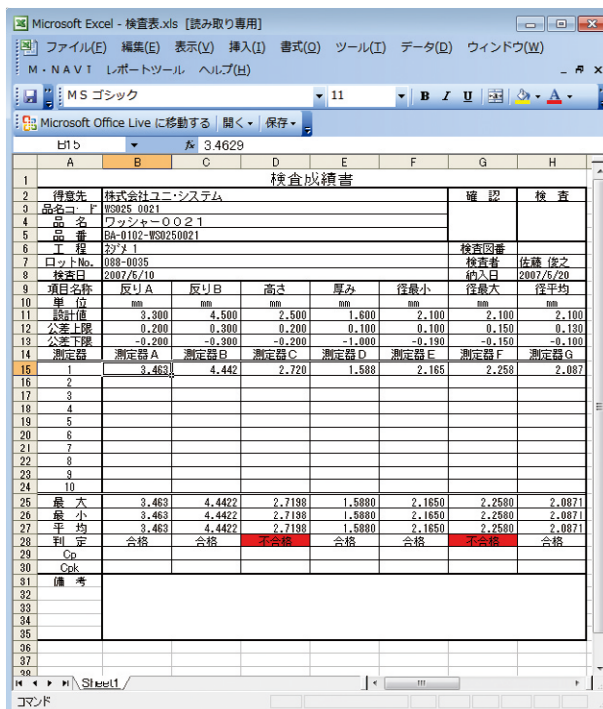 Microsoft Excel - 検査表.xls [読み取り専用]
ファイル(F) 編集(E) 表示(V) 挿入(I) 書式(O) ツール(T) データ(D) ウィンドウ(W)
M・NAVI レポートツール ヘルプ(H)
MS ゴシック 11 B I U A
Microsoft Office Live に移動する 開く 保存
B15 fx 3.4629
A B C D E F G H
1 検査成績書
2 得意先 株式会社ユニ・システム 確 認 検 査
3 品名コード WS025 0021
4 品 名 ワッシャー0021
5 品 番 BA-0102-WS0250021
6 工 程 ネジメ 1 検査図番
7 ロットNo. 088-0035 検査者 佐藤 俊之
8 検査日 2007/6/10 納入日 2007/6/20
9 項目名称 反りA 反りB 高さ 厚み 径最小 径最大 径平均
10 単 位 mm mm mm mm mm mm mm
11 設計値 3.300 4.500 2.500 1.600 2.100 2.100 2.100
12 公差上限 0.200 0.300 0.200 0.100 0.100 0.150 0.130
13 公差下限 -0.200 -0.300 -0.200 -1.000 -0.190 -0.150 -0.100
14 測定器 測定器A 測定器B 測定器C 測定器D 測定器E 測定器F 測定器G
15 1 3.463 4.442 2.720 1.588 2.165 2.258 2.087
16 2
17 3
18 4
19 5
20 6
21 7
22 8
23 9
24 10
25 最 大 3.463 4.4422 2.7198 1.5880 2.1650 2.2580 2.0871
26 最 小 3.463 4.4422 2.7198 1.5880 2.1650 2.2580 2.0871
27 平 均 3.463 4.4422 2.7198 1.5880 2.1650 2.2580 2.0871
28 判 定 合格 合格 不合格 合格 合格 不合格 合格
29 Cp
30 Cpk
31 備 考
32
33
34
35
36
37
38
Sheet1
コマンド